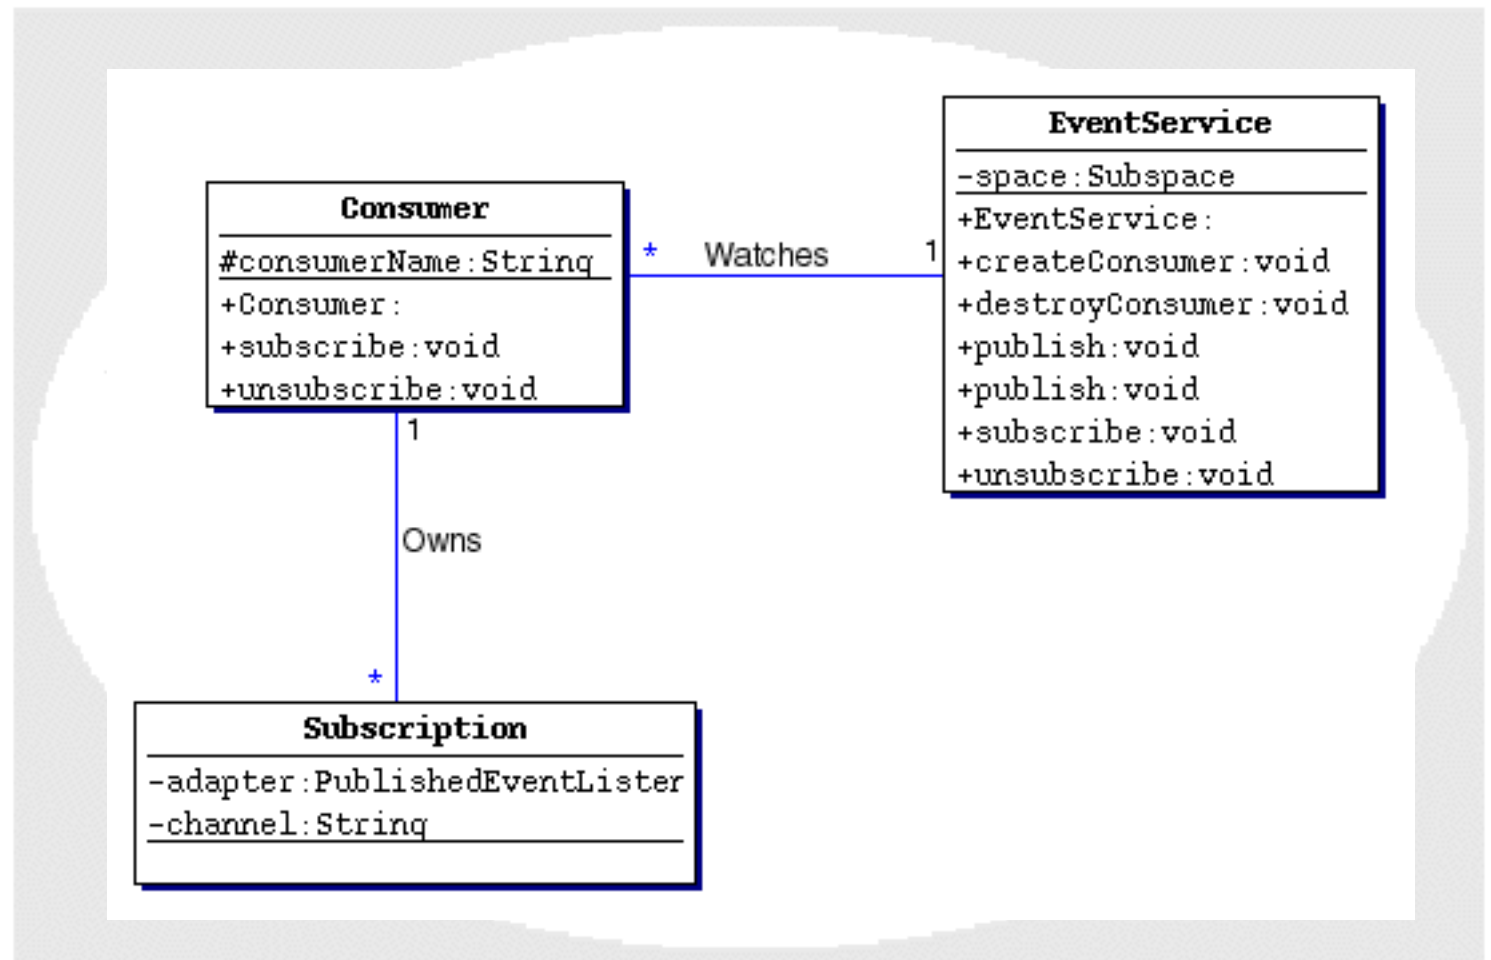 Consumer
#consumerName:String
+Consumer:
+subscribe:void
+unsubscribe:void
* Watches 1
EventService
-space:Subspace
+EventService:
+createConsumer:void
+destroyConsumer:void
+publish:void
+publish:void
+subscribe:void
+unsubscribe:void
1
Owns
*
Subscription
-adapter:PublishedEventLister
-channel:String